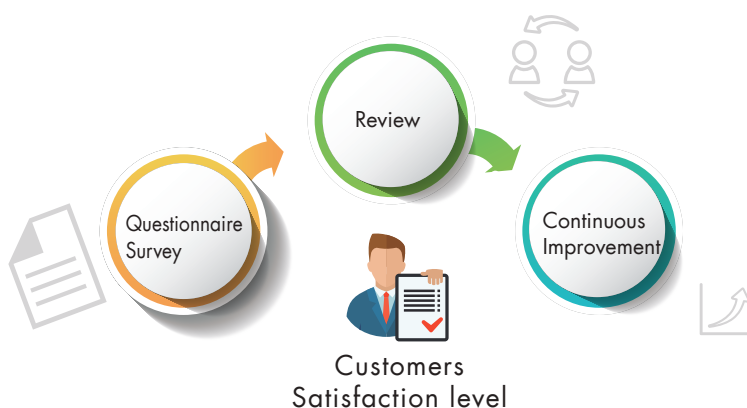 Review
Questionnaire
Survey
Continuous
Improvement
Customers
Satisfaction level